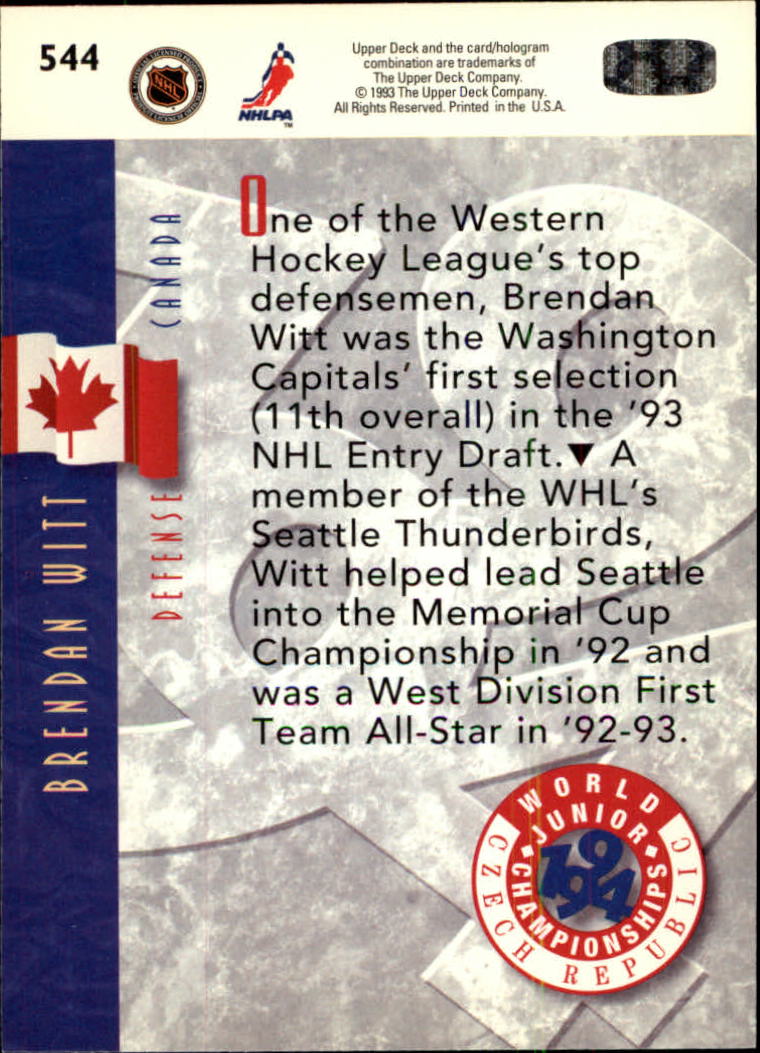 544
NHL
NHLPA
TM
Upper Deck and the card/hologram
combination are trademarks of
The Upper Deck Company.
© 1993 The Upper Deck Company.
All Rights Reserved. Printed in the U.S.A.
CANADA
DEFENSE
BRENDAN WITT
One of the Western
Hockey League's top
defensemen, Brendan
Witt was the Washington
Capitals' first selection
(11th overall) in the '93
NHL Entry Draft.▼ A
member of the WHL's
Seattle Thunderbirds,
Witt helped lead Seattle
into the Memorial Cup
Championship in '92 and
was a West Division First
Team All-Star in '92-93.
WORLD
JUNIOR
1994
CHAMPIONSHIPS
CZECH REPUBLIC